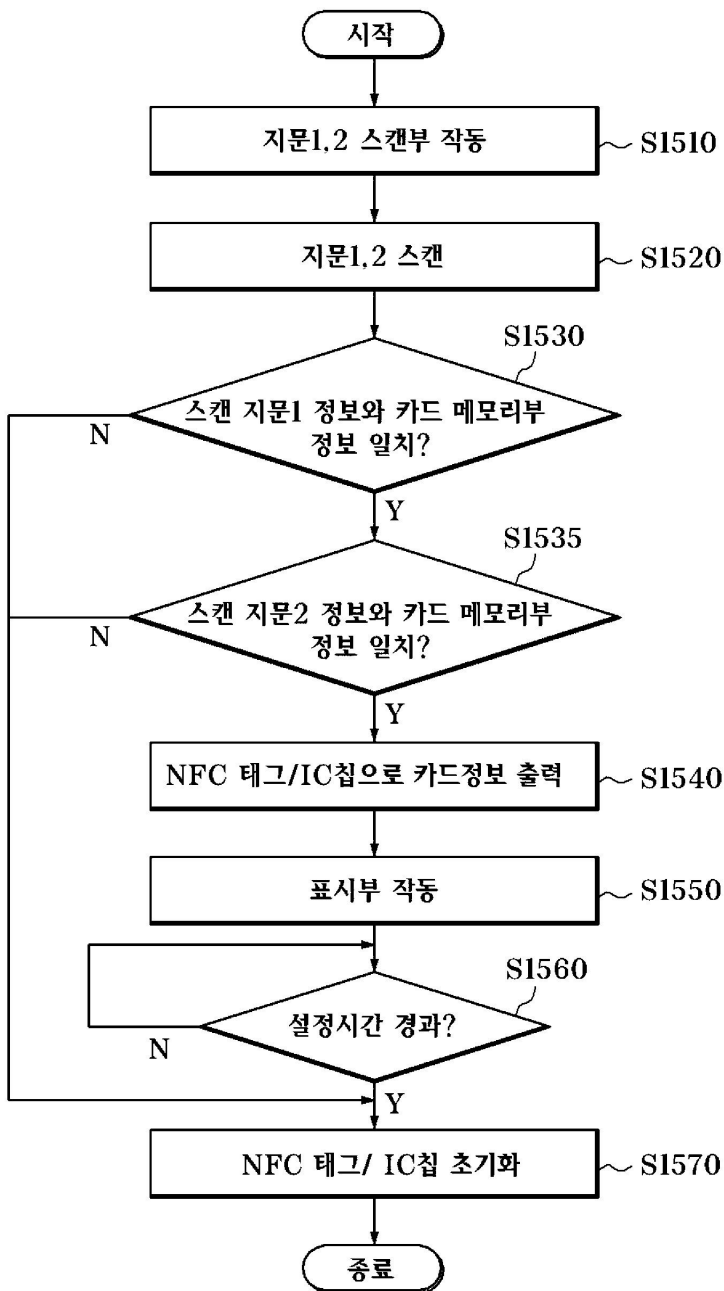 시작
지문1,2 스캔부 작동
S1510
지문1,2 스캔
S1520
S1530
스캔 지문1 정보와 카드 메모리부
정보 일치?
N
Y
S1535
스캔 지문2 정보와 카드 메모리부
정보 일치?
N
Y
NFC 태그/IC칩으로 카드정보 출력
S1540
표시부 작동
S1550
S1560
설정시간 경과?
N
Y
NFC 태그/ IC칩 초기화
S1570
종료